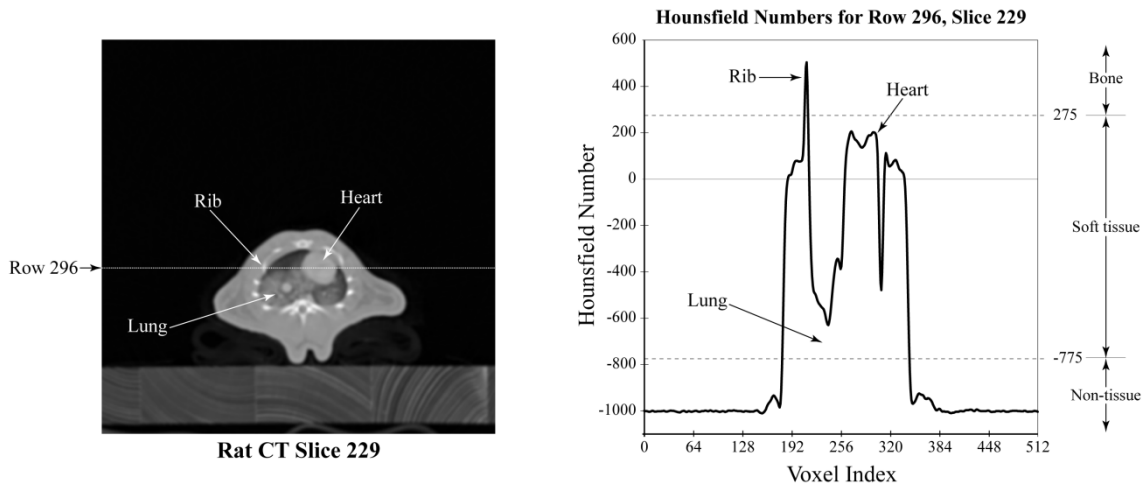 Rib
Heart
Row 296
Lung
Rat CT Slice 229
Hounsfield Numbers for Row 296, Slice 229
Hounsfield Number
600
400
200
0
-200
-400
-600
-800
-1000
Rib
Heart
Lung
275
-775
Bone
Soft tissue
Non-tissue
0
64
128
192
256
320
384
448
512
Voxel Index